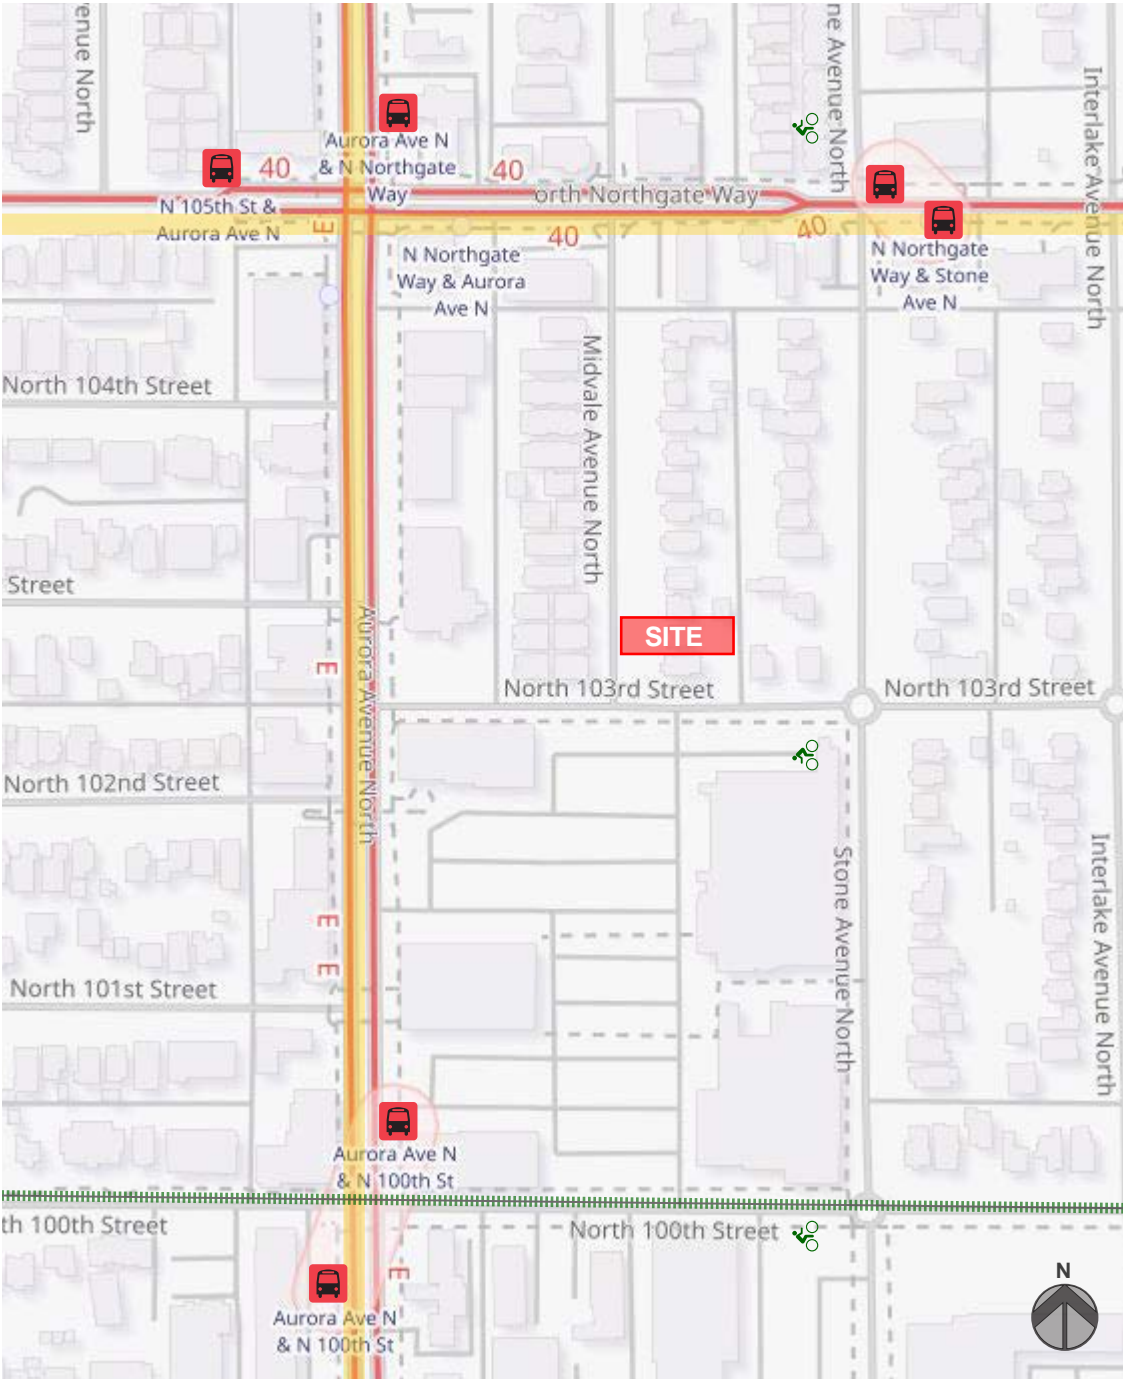 enue North
ne Avenue North
Interlake Avenue North
Aurora Ave N
& N Northgate
Way
40
40
orth Northgate Way
N 105th St &
Aurora Ave N
E
40
40
N Northgate
Way & Aurora
Ave N
N Northgate
Way & Stone
Ave N
Midvale Avenue North
North 104th Street
Street
Aurora Avenue North
SITE
E
North 103rd Street
North 103rd Street
North 102nd Street
Stone Avenue North
Interlake Avenue North
E
E
North 101st Street
Aurora Ave N
& N 100th St
th 100th Street
North 100th Street
E
N
Aurora Ave N
& N 100th St